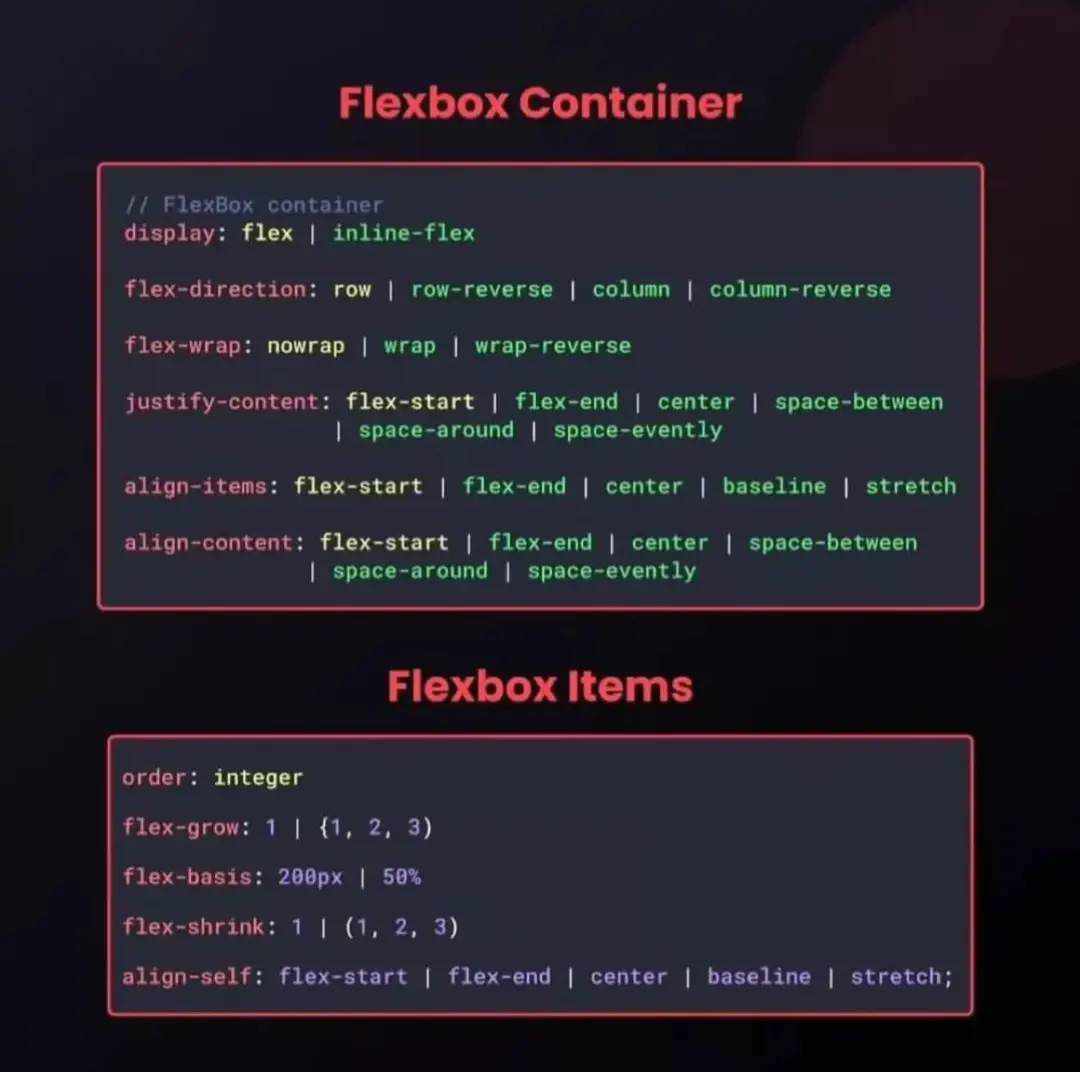 Flexbox Container
// FlexBox container
display: flex | inline-flex
flex-direction: row | row-reverse | column | column-reverse
flex-wrap: nowrap | wrap | wrap-reverse
justify-content: flex-start | flex-end | center | space-between
| space-around | space-evently
align-items: flex-start | flex-end | center | baseline | stretch
align-content: flex-start | flex-end | center | space-between
| space-around | space-evently
Flexbox Items
order: integer
flex-grow: 1 | {1, 2, 3)
flex-basis: 200px | 50%
flex-shrink: 1 | (1, 2, 3)
align-self: flex-start | flex-end | center | baseline | stretch;